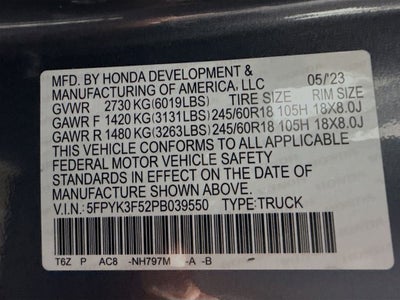 MFD. BY HONDA DEVELOPMENT &
MANUFACTURING OF AMERICA, LLC 05/23
GVWR 2730 KG(6019LBS) TIRE SIZE RIM SIZE
GAWR F 1420 KG(3131LBS) 245/60R18 105H 18X8.0J
GAWR R 1480 KG(3263LBS) 245/60R18 105H 18X8.0J
THIS VEHICLE CONFORMS TO ALL APPLICABLE
FEDERAL MOTOR VEHICLE SAFETY
STANDARDS IN EFFECT ON THE DATE OF
MANUFACTURE SHOWN ABOVE.
V.I.N.: 5FPYK3F52PB039550 TYPE:TRUCK
T6Z P AC8 -NH797M -A -B